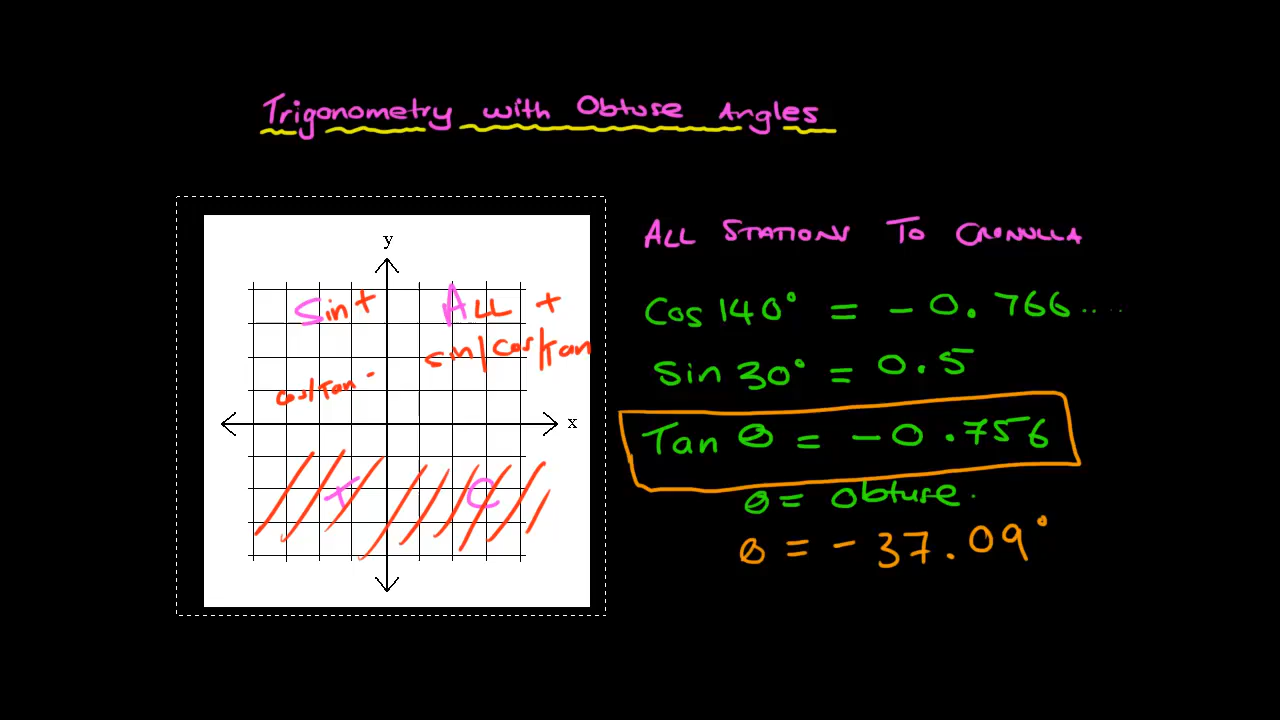 Trigonometry with Obtuse Angles
y
Sin +
ALL +
sin/cos/tan
cos/Tan -
x
T
C
ALL STATIONS TO CRONULLA
Cos 140° = -0.766.....
Sin 30° = 0.5
Tan θ = -0.756
θ = Obtuse.
θ = -37.09°